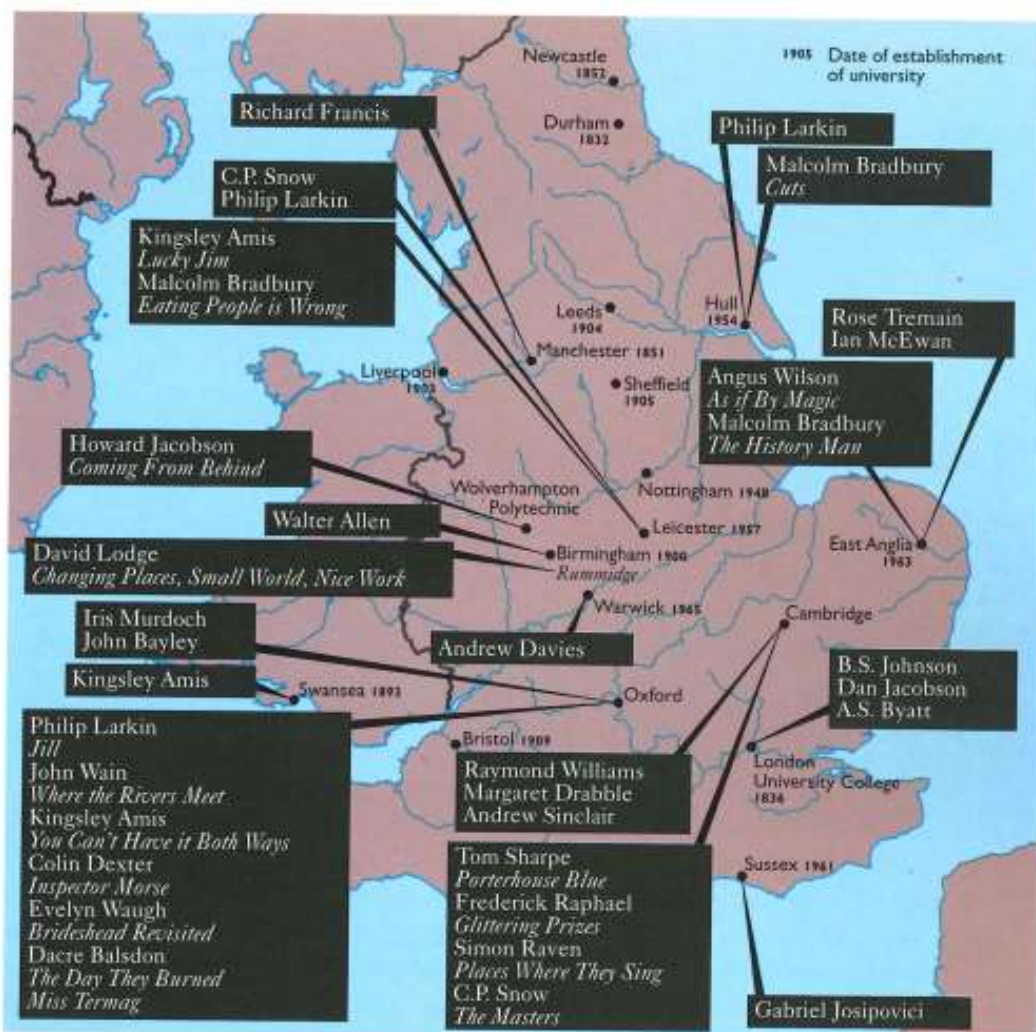 Newcastle
1852
1905 Date of establishment
of university
Richard Francis
Durham
1832
Philip Larkin
Malcolm Bradbury
Cuts
C.P. Snow
Philip Larkin
Kingsley Amis
Lucky Jim
Malcolm Bradbury
Eating People is Wrong
Leeds
1904
Hull
1954
Rose Tremain
Ian McEwan
Manchester 1851
Liverpool
1903
Sheffield
1905
Angus Wilson
As if By Magic
Malcolm Bradbury
The History Man
Howard Jacobson
Coming From Behind
Wolverhampton
Polytechnic
Nottingham 1948
Walter Allen
Leicester 1957
East Anglia
1963
David Lodge
Changing Places, Small World, Nice Work
Birmingham 1900
Rummidge
Warwick 1965
Cambridge
Iris Murdoch
John Bayley
Andrew Davies
Kingsley Amis
Swansea 1893
Oxford
B.S. Johnson
Dan Jacobson
A.S. Byatt
Philip Larkin
Jill
John Wain
Where the Rivers Meet
Kingsley Amis
You Can't Have it Both Ways
Colin Dexter
Inspector Morse
Evelyn Waugh
Brideshead Revisited
Dacre Balsdon
The Day They Burned
Miss Termag
Bristol 1909
London
University College
1836
Raymond Williams
Margaret Drabble
Andrew Sinclair
Tom Sharpe
Porterhouse Blue
Frederick Raphael
Glittering Prizes
Simon Raven
Places Where They Sing
C.P. Snow
The Masters
Sussex 1961
Gabriel Josipovici